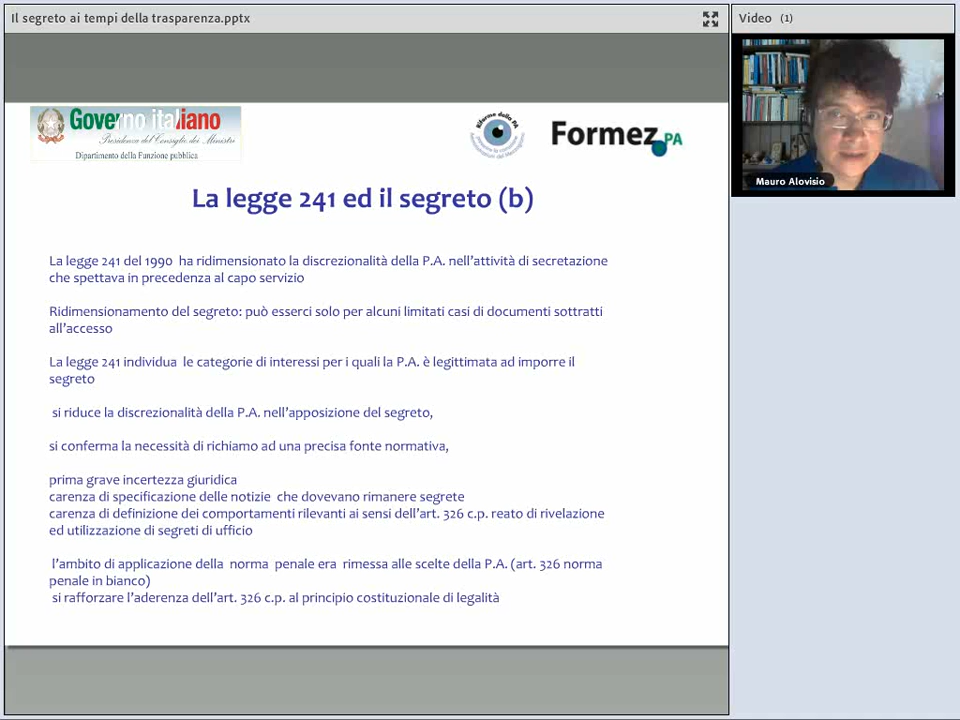 Il segreto ai tempi della trasparenza.pptx
Video (1)
Mauro Alovisio
Governo italiano
Presidenza del Consiglio dei Ministri
Dipartimento della Funzione pubblica
Riforme della PA
Formez PA
La legge 241 ed il segreto (b)
La legge 241 del 1990 ha ridimensionato la discrezionalità della P.A. nell'attività di secretazione
che spettava in precedenza al capo servizio
Ridimensionamento del segreto: può esserci solo per alcuni limitati casi di documenti sottratti
all'accesso
La legge 241 individua le categorie di interessi per i quali la P.A. è legittimata ad imporre il
segreto
si riduce la discrezionalità della P.A. nell'apposizione del segreto,
si conferma la necessità di richiamo ad una precisa fonte normativa,
prima grave incertezza giuridica
carenza di specificazione delle notizie che dovevano rimanere segrete
carenza di definizione dei comportamenti rilevanti ai sensi dell'art. 326 c.p. reato di rivelazione
ed utilizzazione di segreti di ufficio
l'ambito di applicazione della norma penale era rimessa alle scelte della P.A. (art. 326 norma
penale in bianco)
si rafforzare l'aderenza dell'art. 326 c.p. al principio costituzionale di legalità